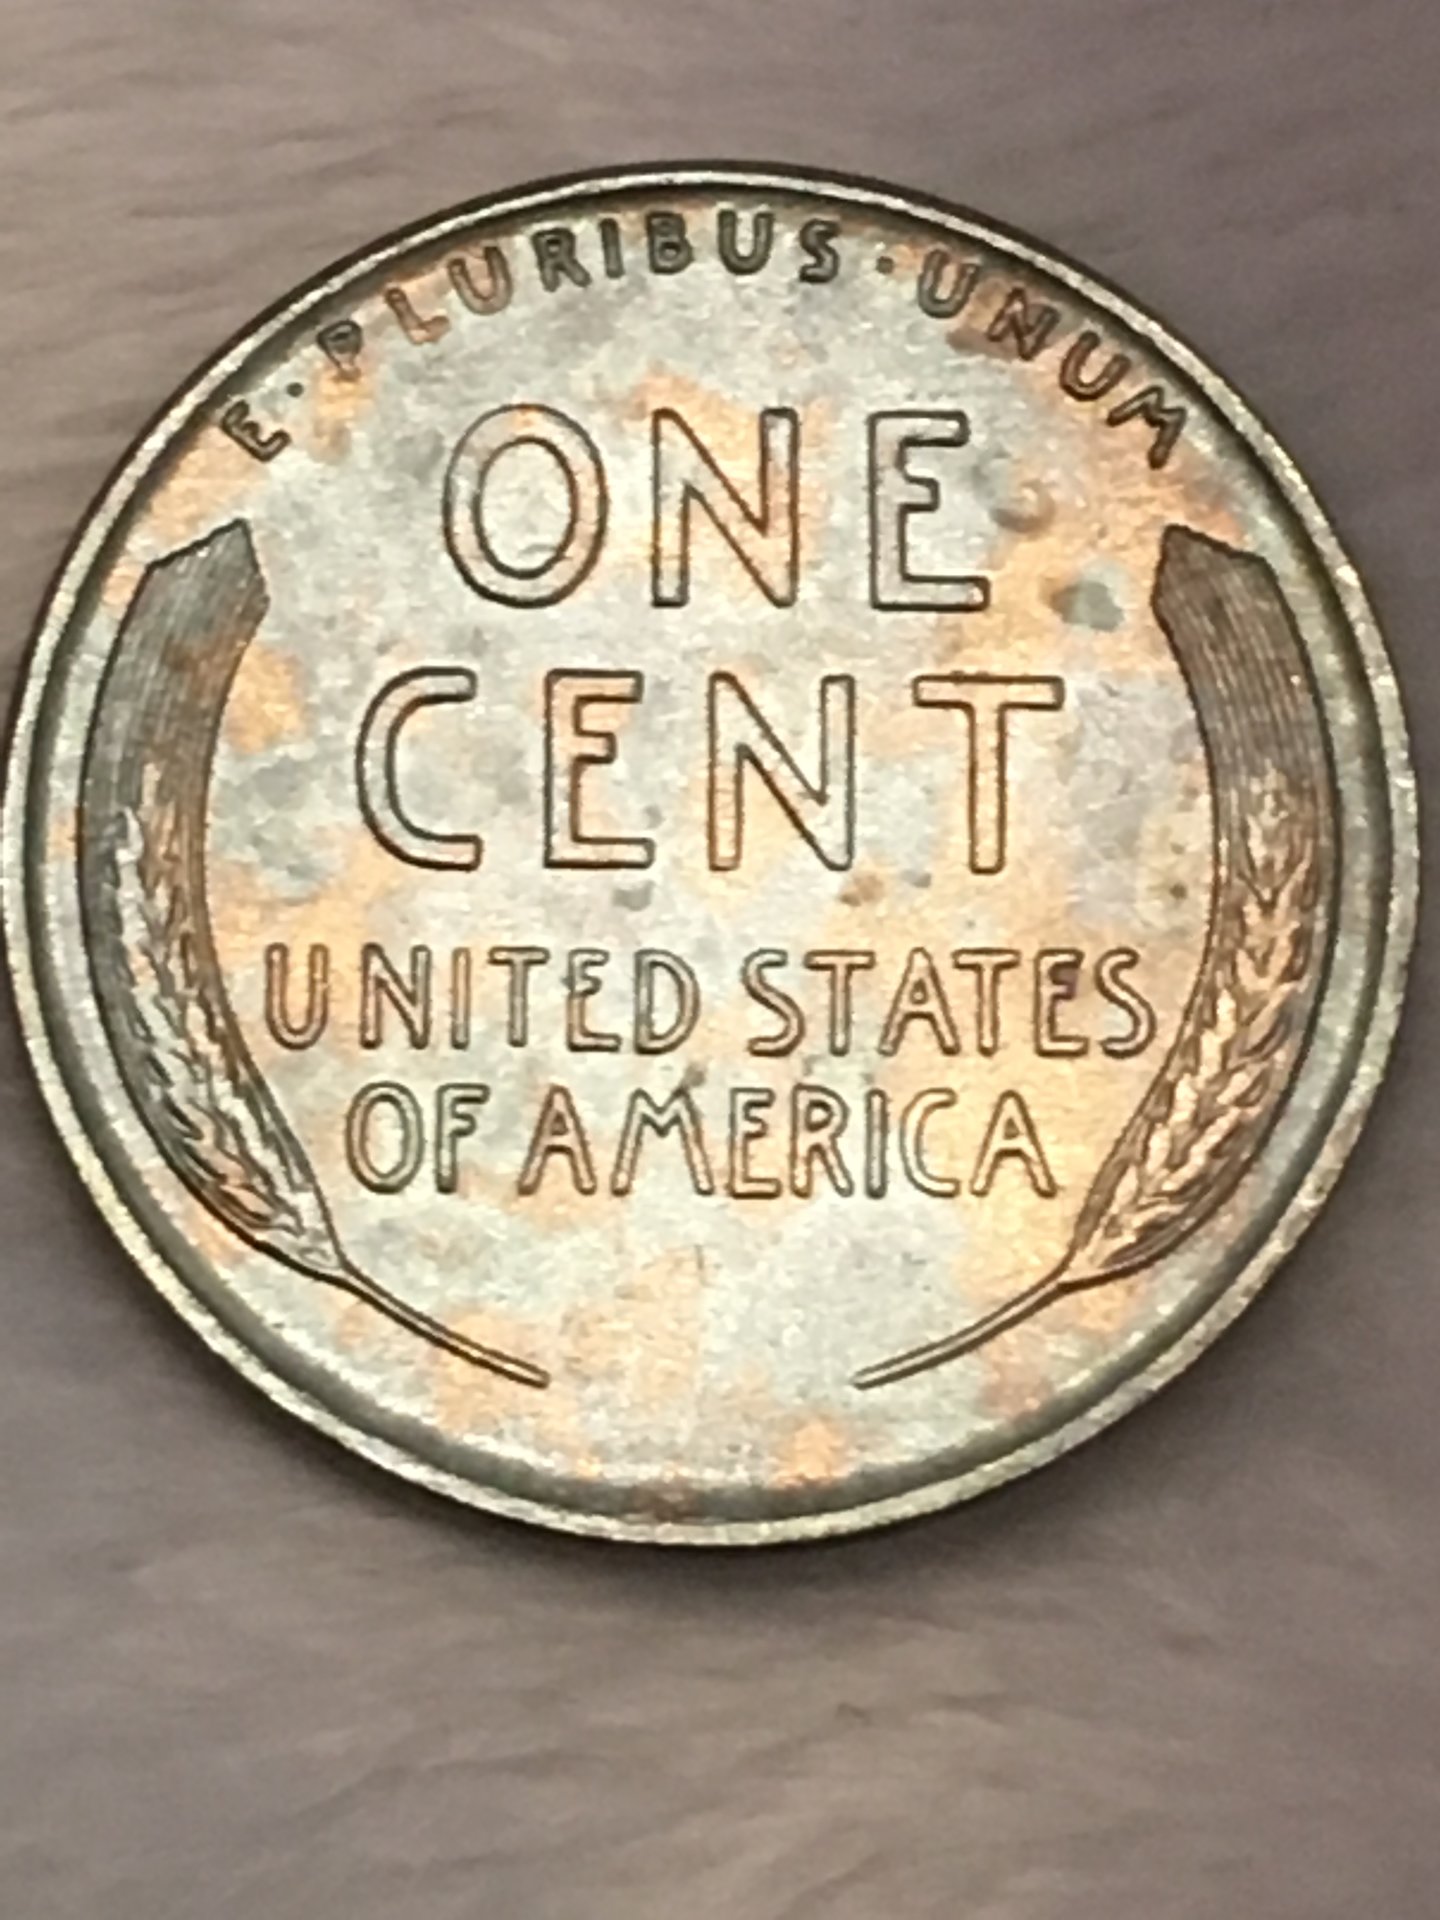 E · PLURIBUS · UNUM
ONE
CENT
UNITED STATES
OF AMERICA